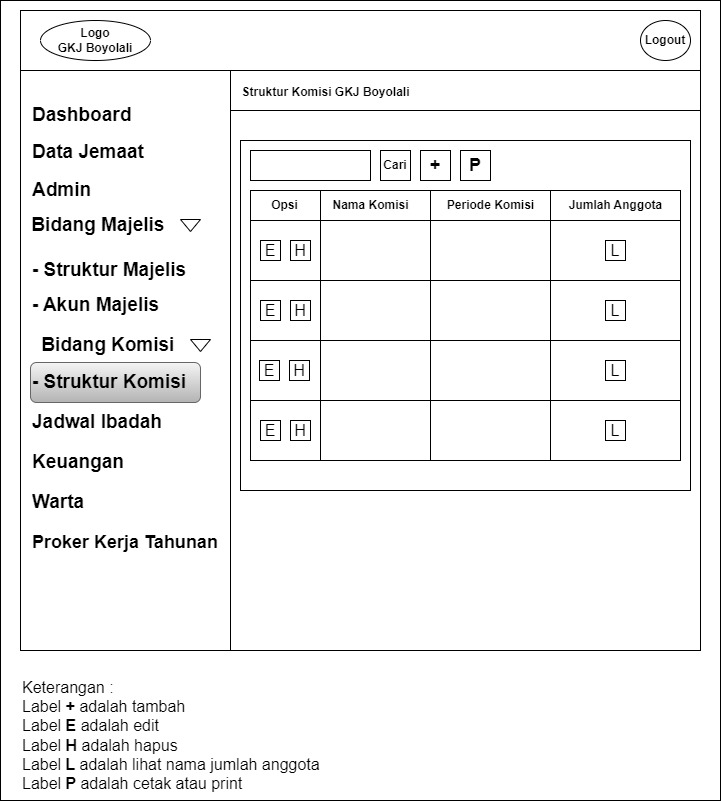 Logo
GKJ Boyolali
Logout
Struktur Komisi GKJ Boyolali
Dashboard
Data Jemaat
Admin
Bidang Majelis
- Struktur Majelis
- Akun Majelis
Bidang Komisi
- Struktur Komisi
Jadwal Ibadah
Keuangan
Warta
Proker Kerja Tahunan
Cari + P
Opsi Nama Komisi Periode Komisi Jumlah Anggota
E H L
E H L
E H L
E H L
Keterangan :
Label + adalah tambah
Label E adalah edit
Label H adalah hapus
Label L adalah lihat nama jumlah anggota
Label P adalah cetak atau print